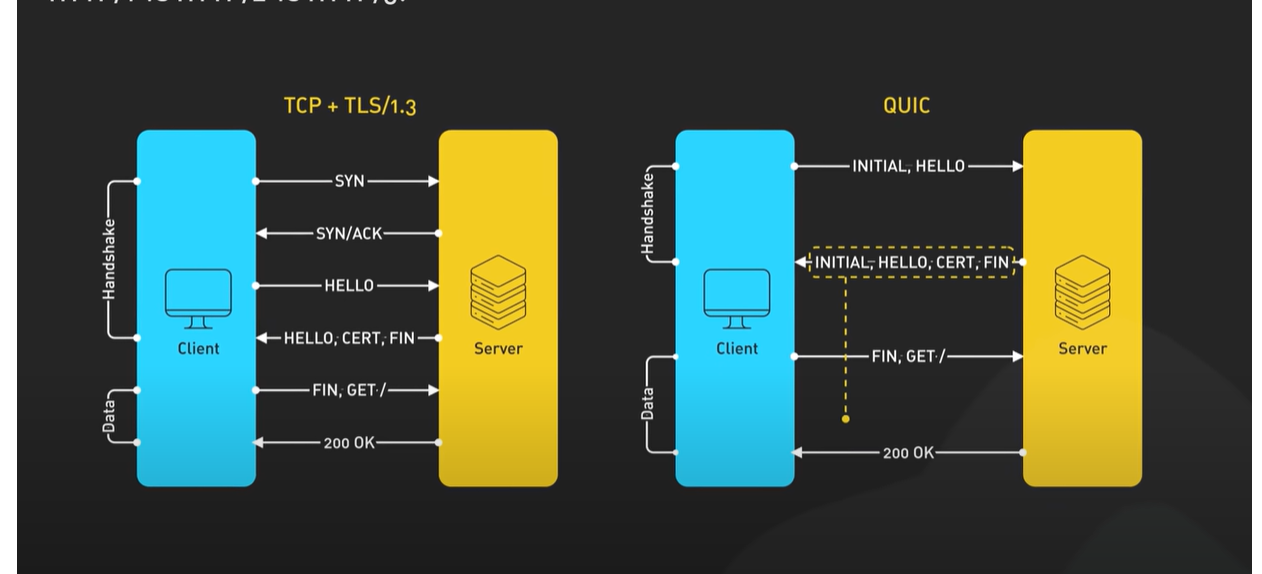 TCP + TLS/1.3
Handshake
SYN
SYN/ACK
HELLO
HELLO, CERT, FIN
Data
FIN, GET /
200 OK
Client
Server
QUIC
Handshake
INITIAL, HELLO
INITIAL, HELLO, CERT, FIN
Data
FIN, GET /
200 OK
Client
Server